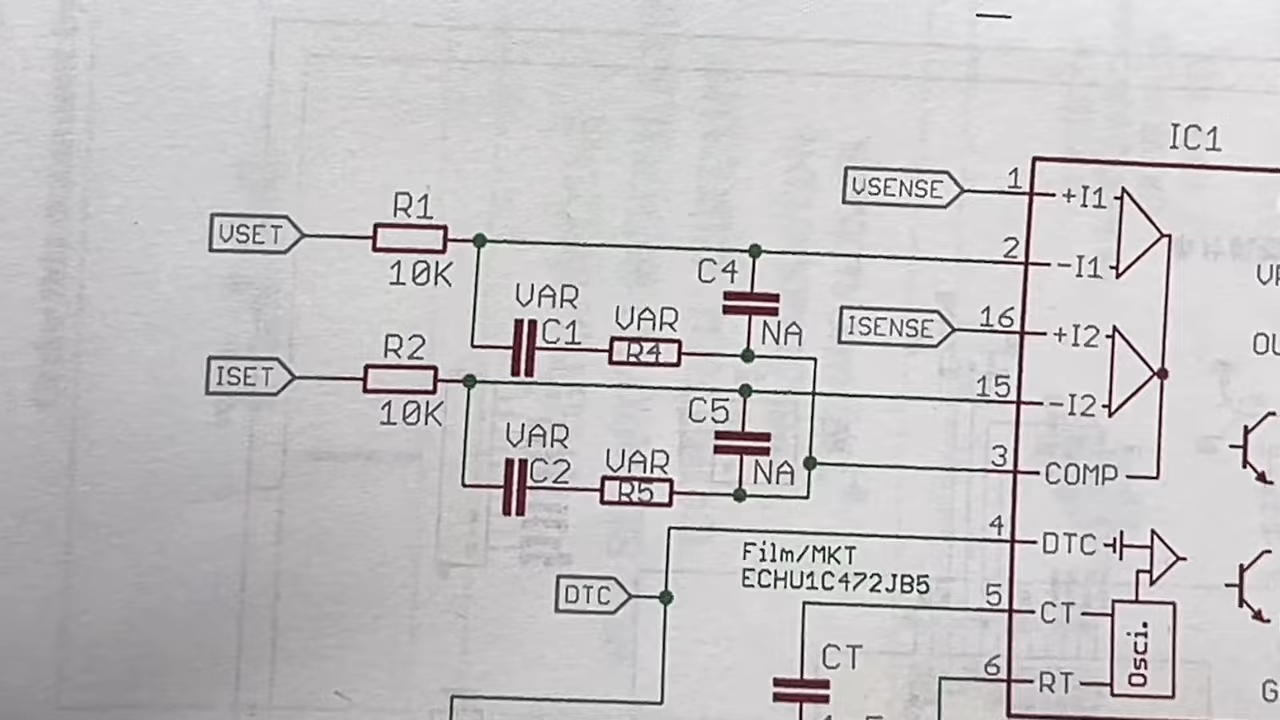 IC1
VSENSE
1
+I1
R1
VSET
10K
2
-I1
C4
VAR
C1
VAR
R4
NA
ISENSE
16
+I2
R2
ISET
10K
15
-I2
C5
VAR
C2
VAR
R5
NA
3
COMP
4
DTC
Film/MKT
ECHU1C472JB5
DTC
5
CT
CT
Osci.
6
RT